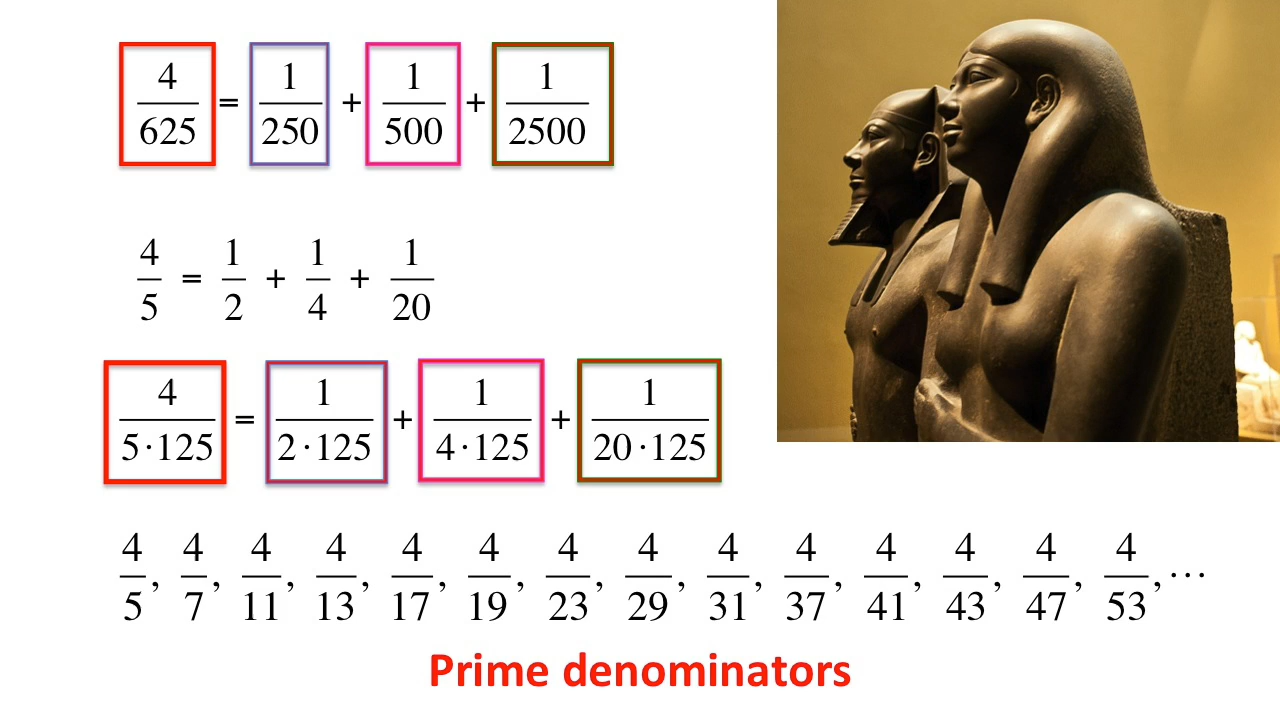 4/625 = 1/250 + 1/500 + 1/2500
4/5 = 1/2 + 1/4 + 1/20
4/5·125 = 1/2·125 + 1/4·125 + 1/20·125
4/5, 4/7, 4/11, 4/13, 4/17, 4/19, 4/23, 4/29, 4/31, 4/37, 4/41, 4/43, 4/47, 4/53, ⋯
Prime denominators